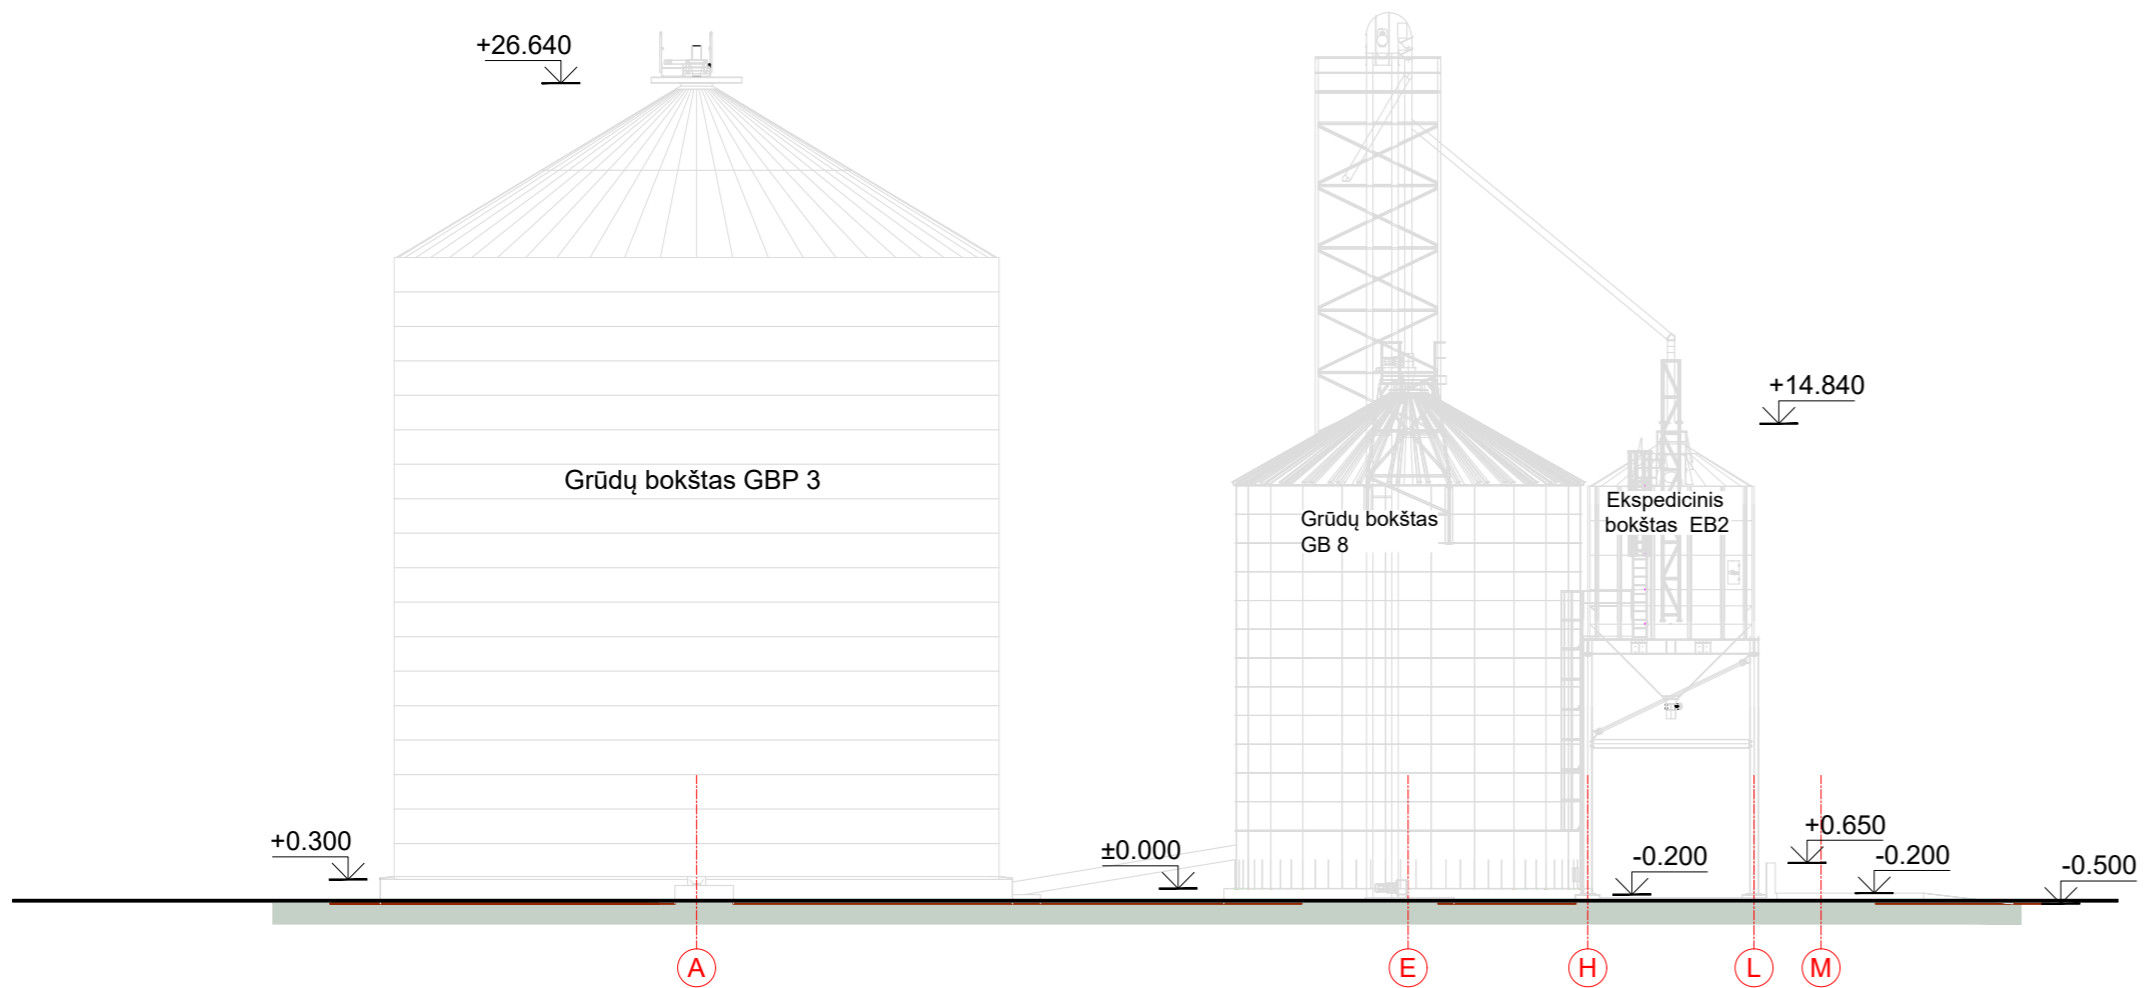 +26.640
+14.840
Grūdų bokštas GBP 3
Grūdų bokštas
GB 8
Ekspedicinis
bokštas EB2
+0.300
±0.000
+0.650
-0.200
-0.200
-0.500
A
E
H
L
M